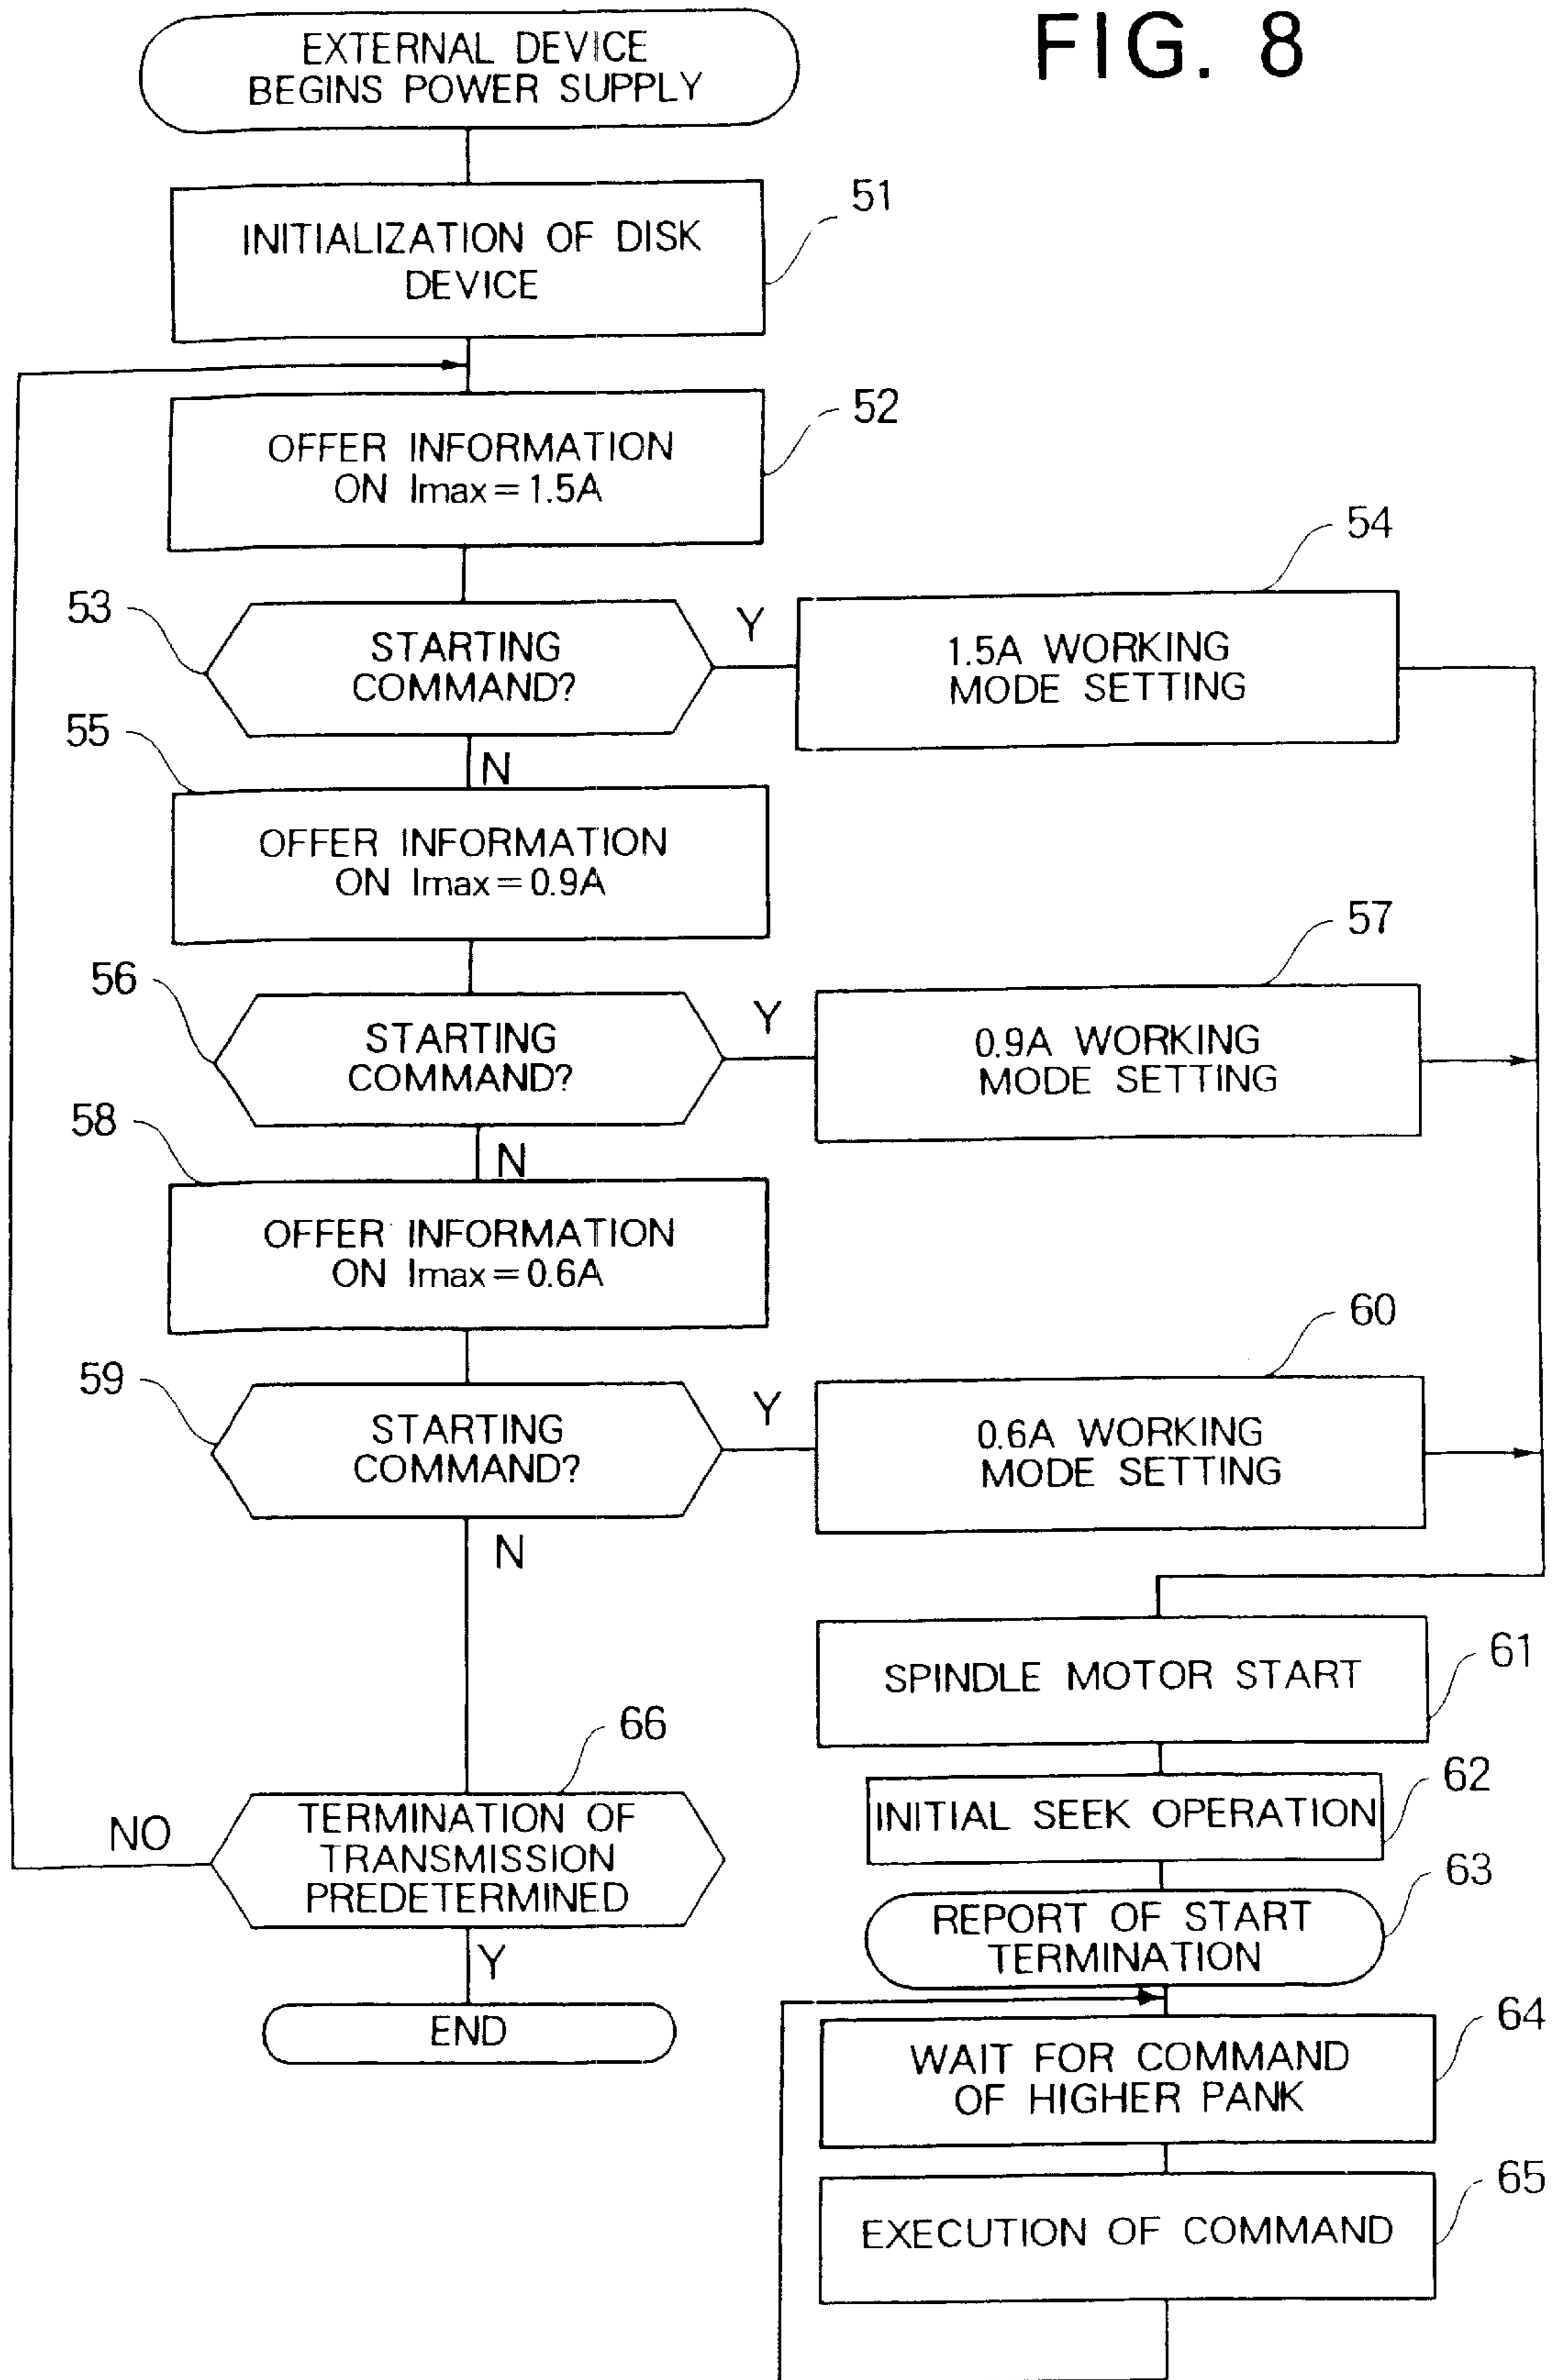 FIG. 8
EXTERNAL DEVICE
BEGINS POWER SUPPLY
51
INITIALIZATION OF DISK
DEVICE
52
OFFER INFORMATION
ON Imax = 1.5A
53
STARTING
COMMAND?
Y
54
1.5A WORKING
MODE SETTING
N
55
OFFER INFORMATION
ON Imax = 0.9A
56
STARTING
COMMAND?
Y
57
0.9A WORKING
MODE SETTING
N
58
OFFER INFORMATION
ON Imax = 0.6A
59
STARTING
COMMAND?
Y
60
0.6A WORKING
MODE SETTING
N
61
SPINDLE MOTOR START
62
INITIAL SEEK OPERATION
63
REPORT OF START
TERMINATION
64
WAIT FOR COMMAND
OF HIGHER PANK
65
EXECUTION OF COMMAND
66
TERMINATION OF
TRANSMISSION
PREDETERMINED
NO
Y
END